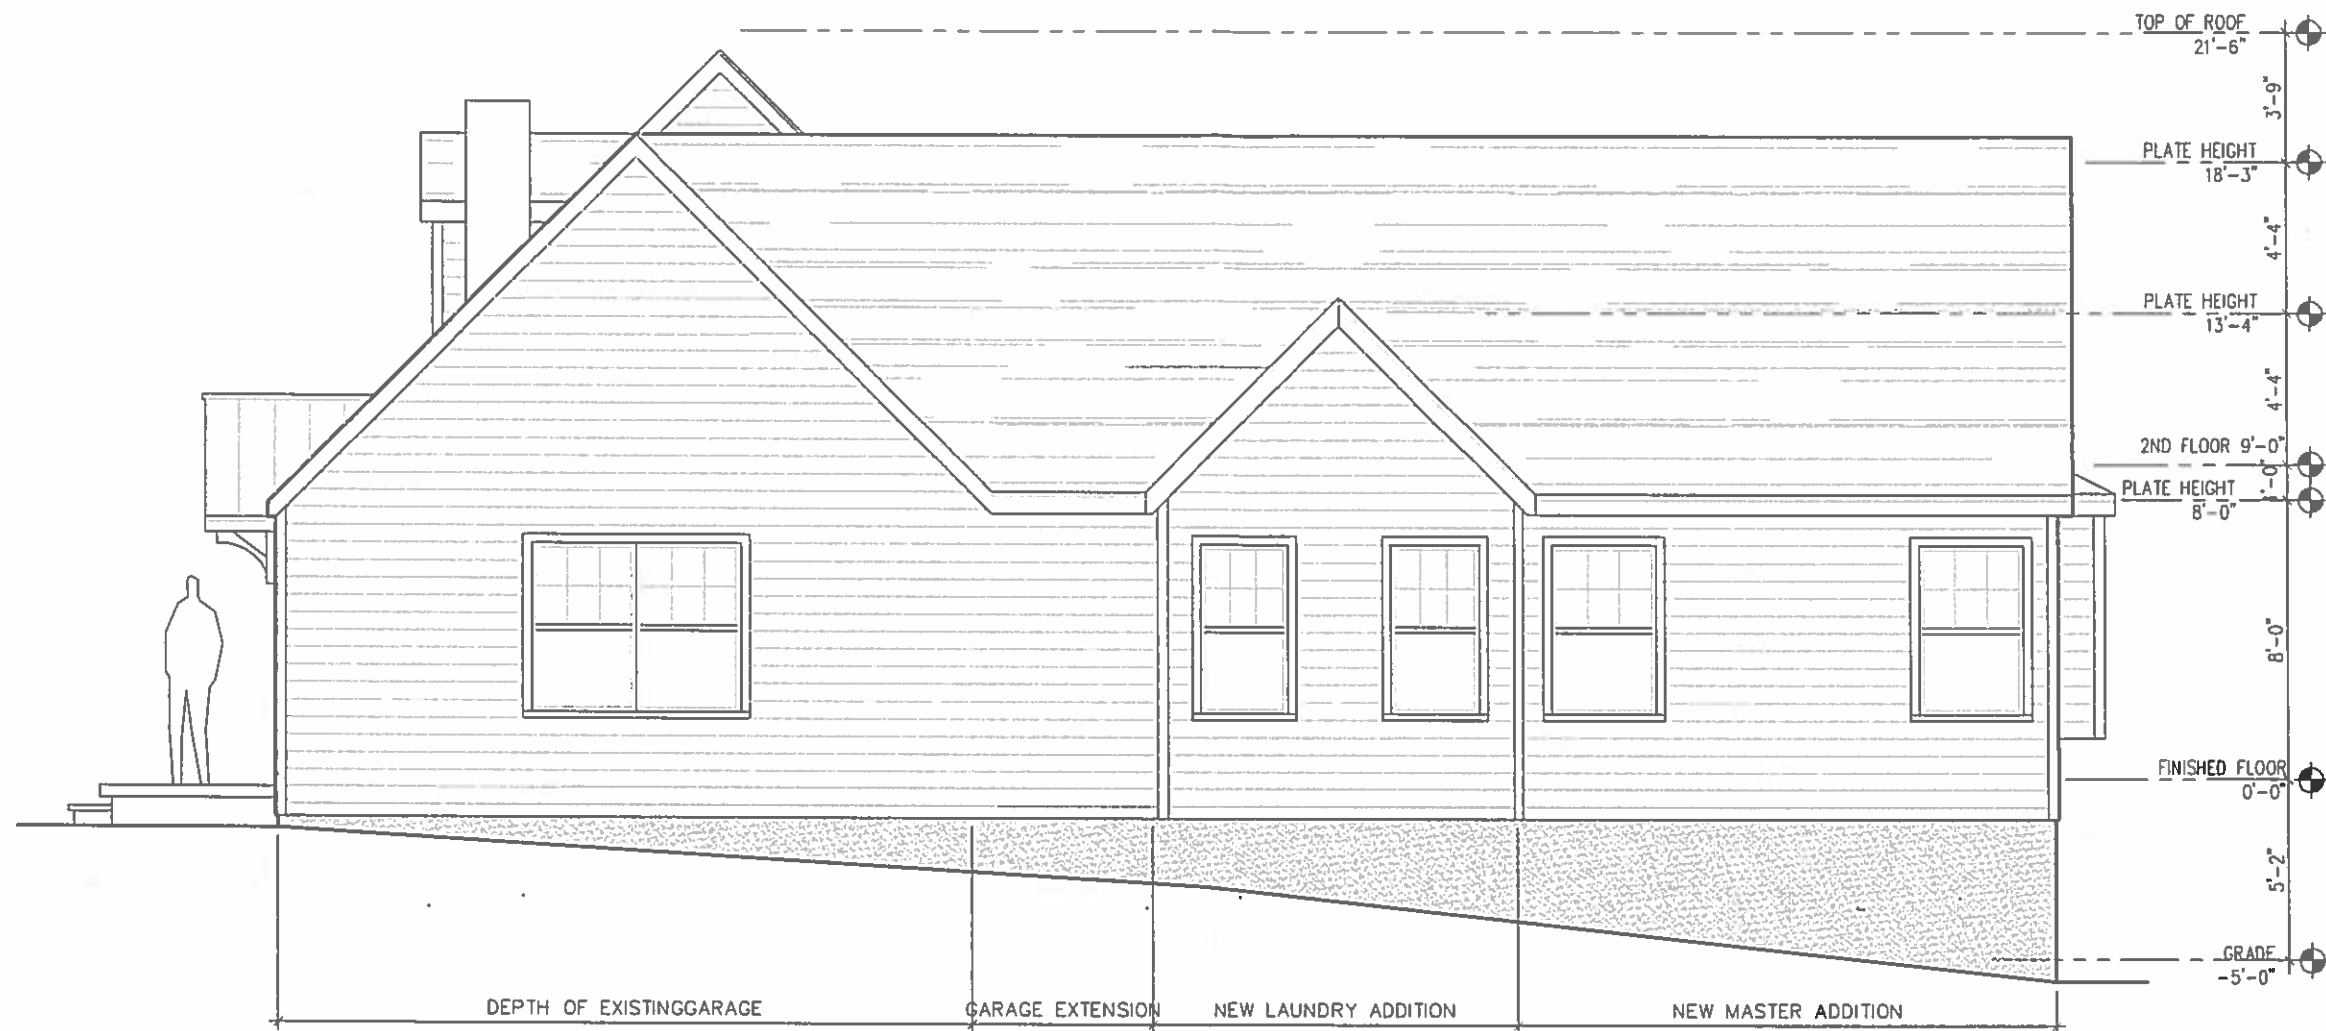 TOP OF ROOF
21'-6"
3'-9"
PLATE HEIGHT
18'-3"
4'-4"
PLATE HEIGHT
13'-4"
4'-4"
2ND FLOOR 9'-0"
1'-0"
PLATE HEIGHT
8'-0"
8'-0"
FINISHED FLOOR
0'-0"
5'-2"
GRADE
-5'-0"
DEPTH OF EXISTINGGARAGE
GARAGE EXTENSION
NEW LAUNDRY ADDITION
NEW MASTER ADDITION